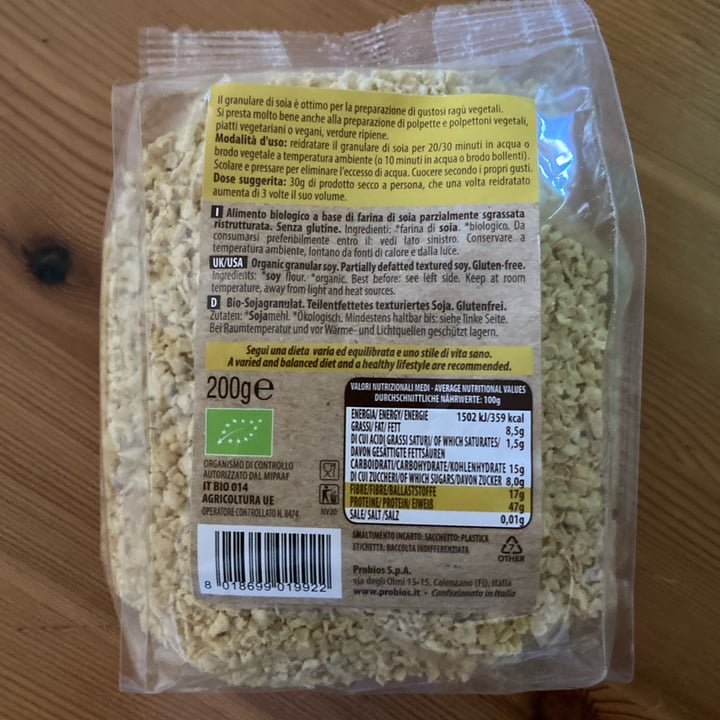 Il granulare di soia è ottimo per la preparazione di gustosi ragù vegetali.
Si presta molto bene anche alla preparazione di polpette e polpettoni vegetali,
piatti vegetariani o vegani, verdure ripiene.
Modalità d'uso: reidratare il granulare di soia per 20/30 minuti in acqua o
brodo vegetale a temperatura ambiente (o 10 minuti in acqua o brodo bollenti).
Scolare e pressare per eliminare l'eccesso di acqua. Cuocere secondo i propri gusti.
Dose suggerita: 30g di prodotto secco a persona, che una volta reidratato
aumenta di 3 volte il suo volume.
I Alimento biologico a base di farina di soia parzialmente sgrassata
ristrutturata. Senza glutine. Ingredienti: *farina di soia. *biologico. Da
consumarsi preferibilmente entro il: vedi lato sinistro. Conservare a
temperatura ambiente, lontano da fonti di calore e dalla luce.
UK/USA Organic granular soy. Partially defatted textured soy. Gluten-free.
Ingredients: *soy flour. *organic. Best before: see left side. Keep at room
temperature, away from light and heat sources.
D Bio-Sojagranulat. Teilentfettetes texturiertes Soja. Glutenfrei.
Zutaten: *Sojamehl. *Ökologisch. Mindestens haltbar bis: siehe linke Seite.
Bei Raumtemperatur und vor Wärme- und Lichtquellen geschützt lagern.
Segui una dieta varia ed equilibrata e uno stile di vita sano.
A varied and balanced diet and a healthy lifestyle are recommended.
200g e
VALORI NUTRIZIONALI MEDI - AVERAGE NUTRITIONAL VALUES
DURCHSCHNITTLICHE NÄHRWERTE: 100g
ENERGIA/ENERGY/ENERGIE 1502 kJ/359 kcal
GRASSI/FAT/FETT 8,5g
DI CUI ACIDI GRASSI SATURI/ OF WHICH SATURATES/ 1,5g
DAVON GESÄTTIGTE FETTSÄUREN
CARBOIDRATI/CARBOHYDRATE/KOHLENHYDRATE 15g
DI CUI ZUCCHERI/OF WHICH SUGARS/DAVON ZUCKER 8,0g
FIBRE/FIBRE/BALLASTSTOFFE 17g
PROTEINE/PROTEIN/EIWEIß 47g
SALE/SALT/SALZ 0,01g
ORGANISMO DI CONTROLLO
AUTORIZZATO DAL MIPAAF
IT BIO 014
AGRICOLTURA UE
OPERATORE CONTROLLATO N. 8474
NV20
SMALTIMENTO INCARTO: SACCHETTO: PLASTICA
ETICHETTA: RACCOLTA INDIFFERENZIATA
7
OTHER
Probios S.p.A.
via degli Olmi 13-15, Calenzano (FI), Italia
www.probios.it - Confezionato in Italia
8 018699 019922